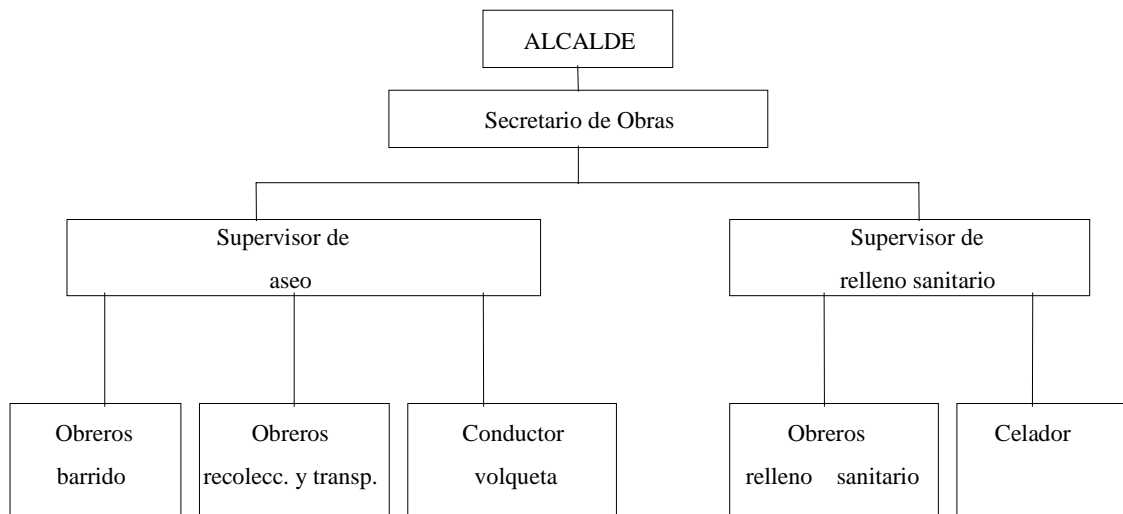 ALCALDE
Secretario de Obras
Supervisor de
aseo
Supervisor de
relleno sanitario
Obreros
barrido
Obreros
recolecc. y transp.
Conductor
volqueta
Obreros
relleno sanitario
Celador